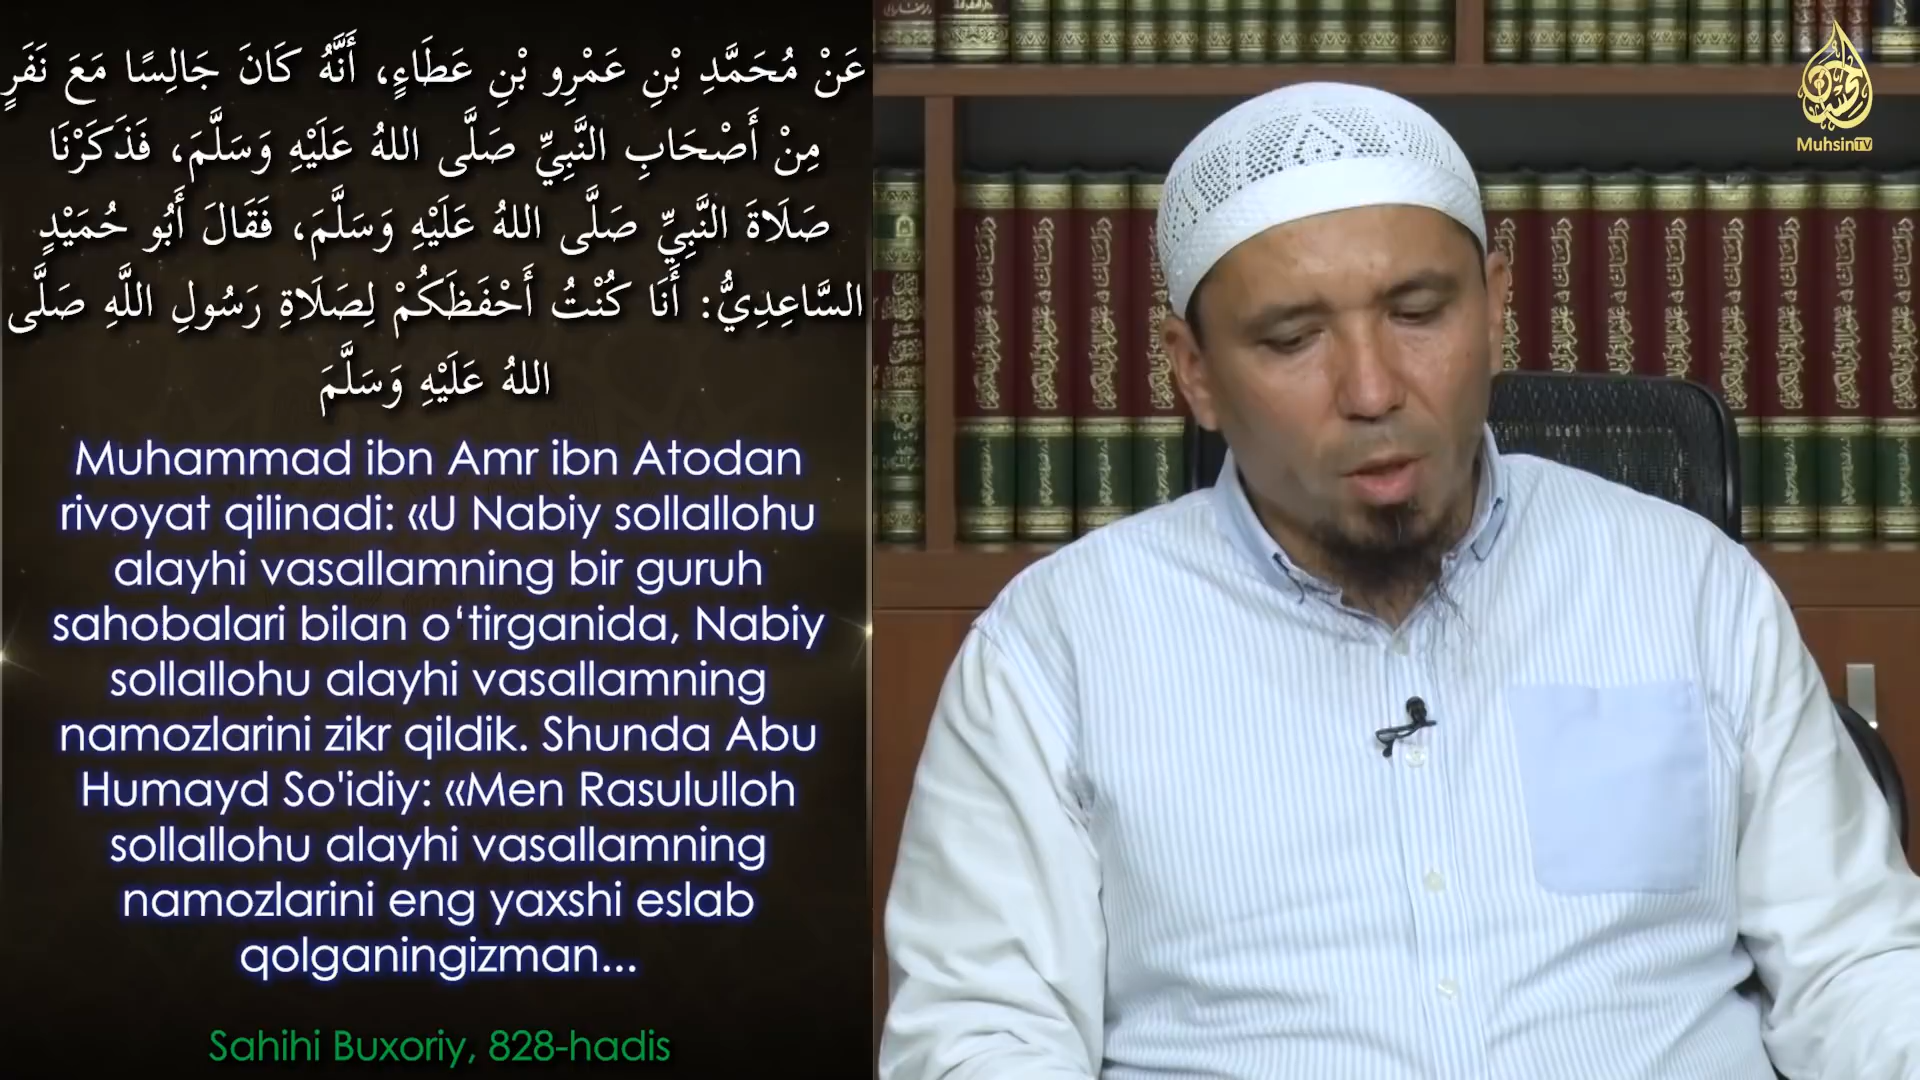 عَنْ مُحَمَّدِ بْنِ عَمْرِو بْنِ عَطَاءٍ، أَنَّهُ كَانَ جَالِسًا مَعَ نَفَرٍ
مِنْ أَصْحَابِ النَّبِيِّ صَلَّى اللهُ عَلَيْهِ وَسَلَّمَ، فَذَكَرْنَا
صَلَاةَ النَّبِيِّ صَلَّى اللهُ عَلَيْهِ وَسَلَّمَ، فَقَالَ أَبُو حُمَيْدٍ
السَّاعِدِيُّ: أَنَا كُنْتُ أَحْفَظَكُمْ لِصَلَاةِ رَسُولِ اللَّهِ صَلَّى
اللهُ عَلَيْهِ وَسَلَّمَ
Muhammad ibn Amr ibn Atodan
rivoyat qilinadi: «U Nabiy sollallohu
alayhi vasallamning bir guruh
sahobalari bilan o‘tirganida, Nabiy
sollallohu alayhi vasallamning
namozlarini zikr qildik. Shunda Abu
Humayd So'idiy: «Men Rasululloh
sollallohu alayhi vasallamning
namozlarini eng yaxshi eslab
qolganingizman...
Sahihi Buxoriy, 828-hadis
MuhsinTV